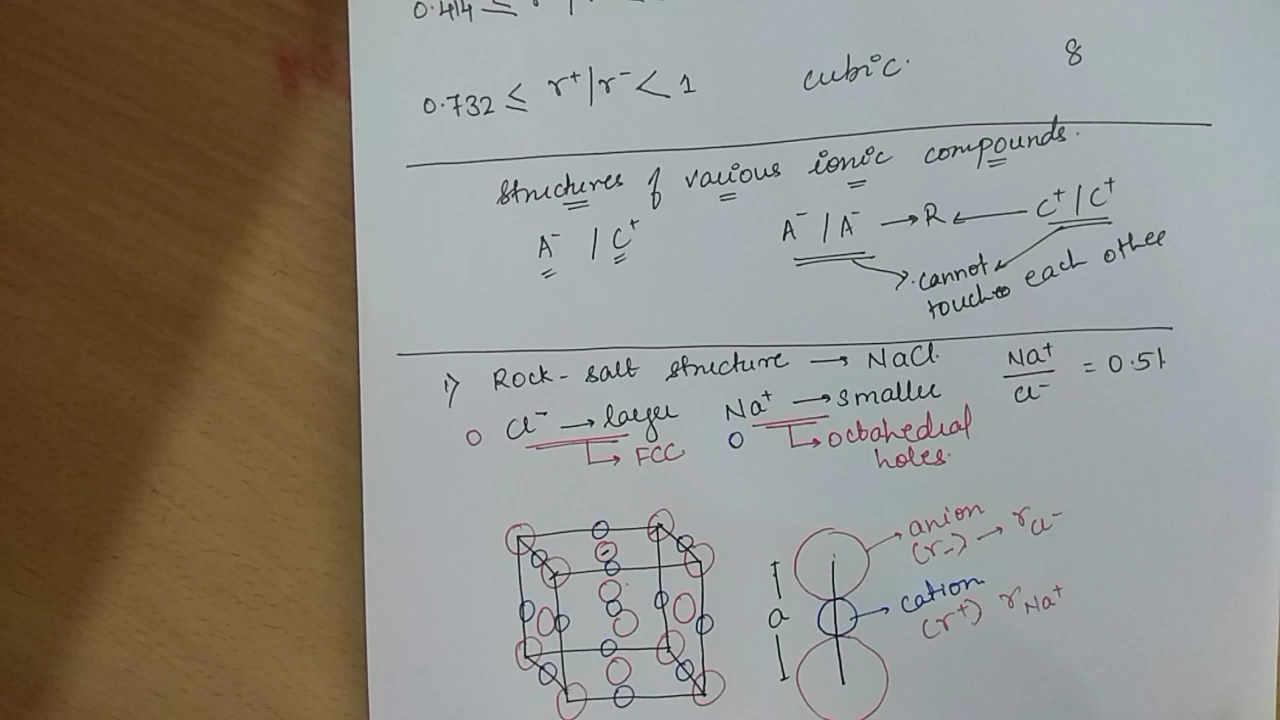 0.414 ≤
0.732 ≤ r⁺/r⁻ < 1 cubic. 8
Structures of various ionic compounds.
A⁻ / C⁺ A⁻ / A⁻ → R ← C⁺ / C⁺
cannot
touch each other
1) Rock-salt structure → NaCl. Na⁺/Cl⁻ = 0.51
Cl⁻ → larger Na⁺ → smaller
FCC octahedral
holes.
anion
(r-) → rCl⁻
a cation
(r⁺) rNa⁺